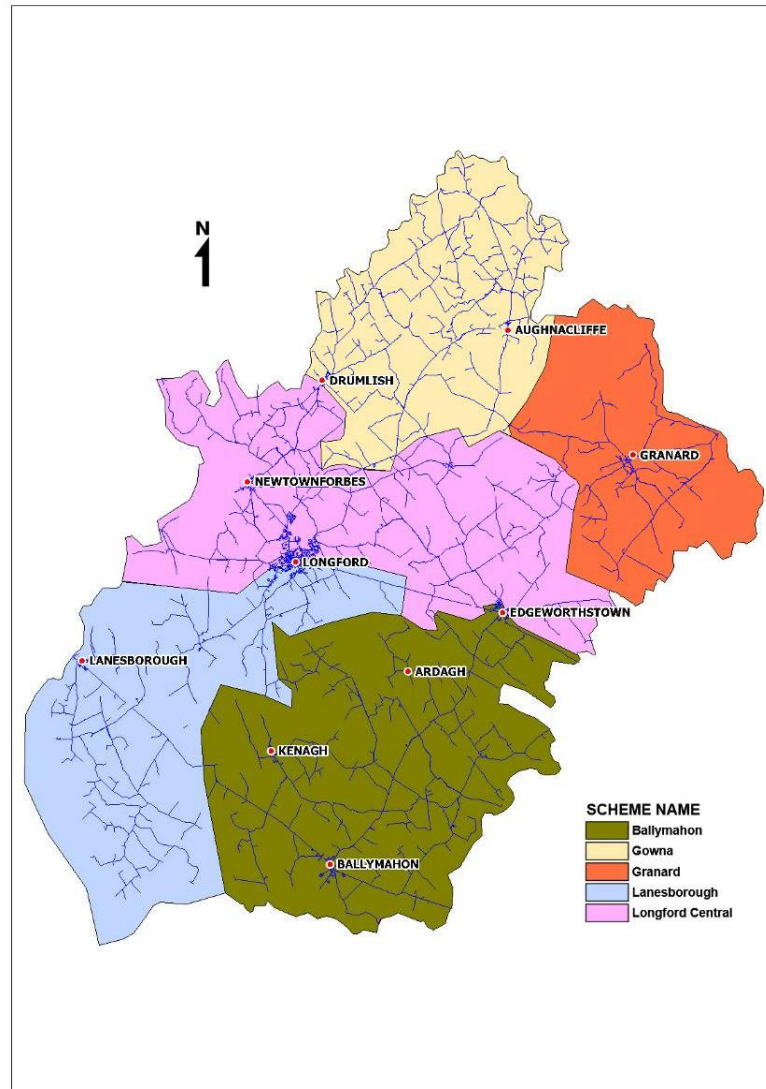 N
AUGHNACLIFFE
DRUMLISH
GRANARD
NEWTOWNFORBES
LONGFORD
EDGEWORTHSTOWN
LANESBOROUGH
ARDAGH
KENAGH
BALLYMAHON
SCHEME NAME
Ballymahon
Gowna
Granard
Lanesborough
Longford Central